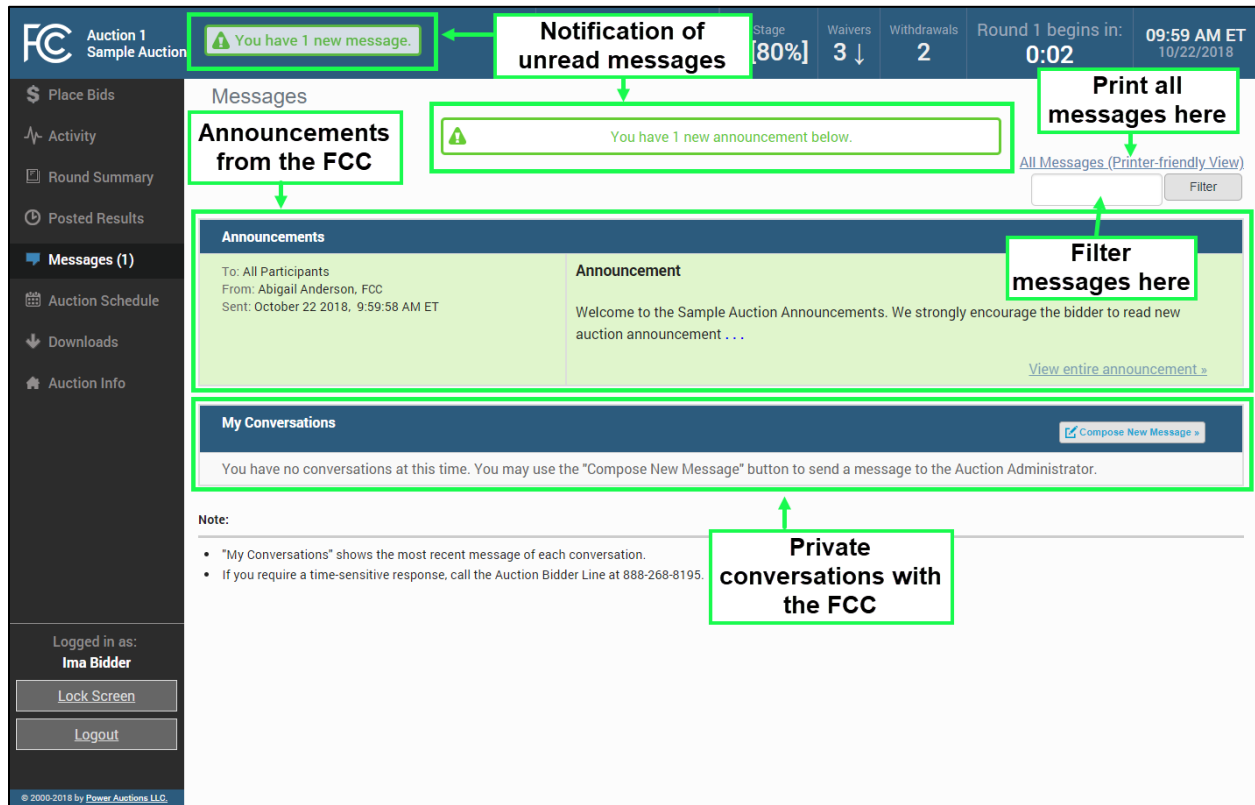 FCC
Auction 1
Sample Auction
You have 1 new message.
Notification of
unread messages
Stage
[80%]
Waivers
3 ↓
Withdrawals
2
Round 1 begins in:
0:02
09:59 AM ET
10/22/2018
$ Place Bids
Activity
Round Summary
Posted Results
Messages (1)
Auction Schedule
Downloads
Auction Info
Messages
Announcements
from the FCC
You have 1 new announcement below.
Print all
messages here
All Messages (Printer-friendly View)
Filter
Filter
messages here
Announcements
To: All Participants
From: Abigail Anderson, FCC
Sent: October 22 2018, 9:59:58 AM ET
Announcement
Welcome to the Sample Auction Announcements. We strongly encourage the bidder to read new
auction announcement . . .
View entire announcement »
My Conversations
Compose New Message »
You have no conversations at this time. You may use the "Compose New Message" button to send a message to the Auction Administrator.
Note:
• "My Conversations" shows the most recent message of each conversation.
• If you require a time-sensitive response, call the Auction Bidder Line at 888-268-8195.
Private
conversations with
the FCC
Logged in as:
Ima Bidder
Lock Screen
Logout
© 2000-2018 by Power Auctions LLC.